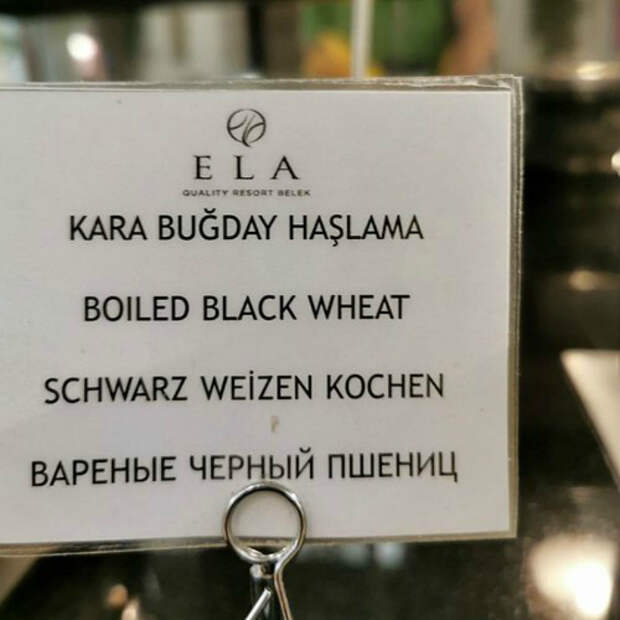 ELA
QUALITY RESORT BELEK
KARA BUĞDAY HAŞLAMA
BOILED BLACK WHEAT
SCHWARZ WEİZEN KOCHEN
ВАРЕНЫЕ ЧЕРНЫЙ ПШЕНИЦ